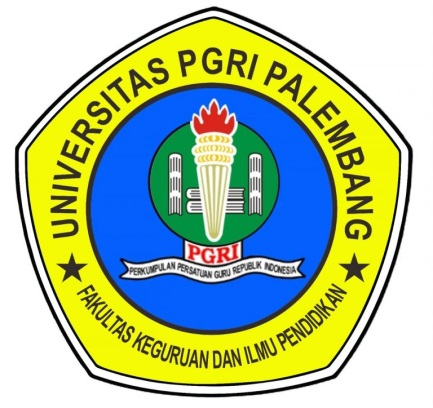 UNIVERSITAS PGRI PALEMBANG
PGRI
PERKUMPULAN PERSATUAN GURU REPUBLIK INDONESIA
FAKULTAS KEGURUAN DAN ILMU PENDIDIKAN